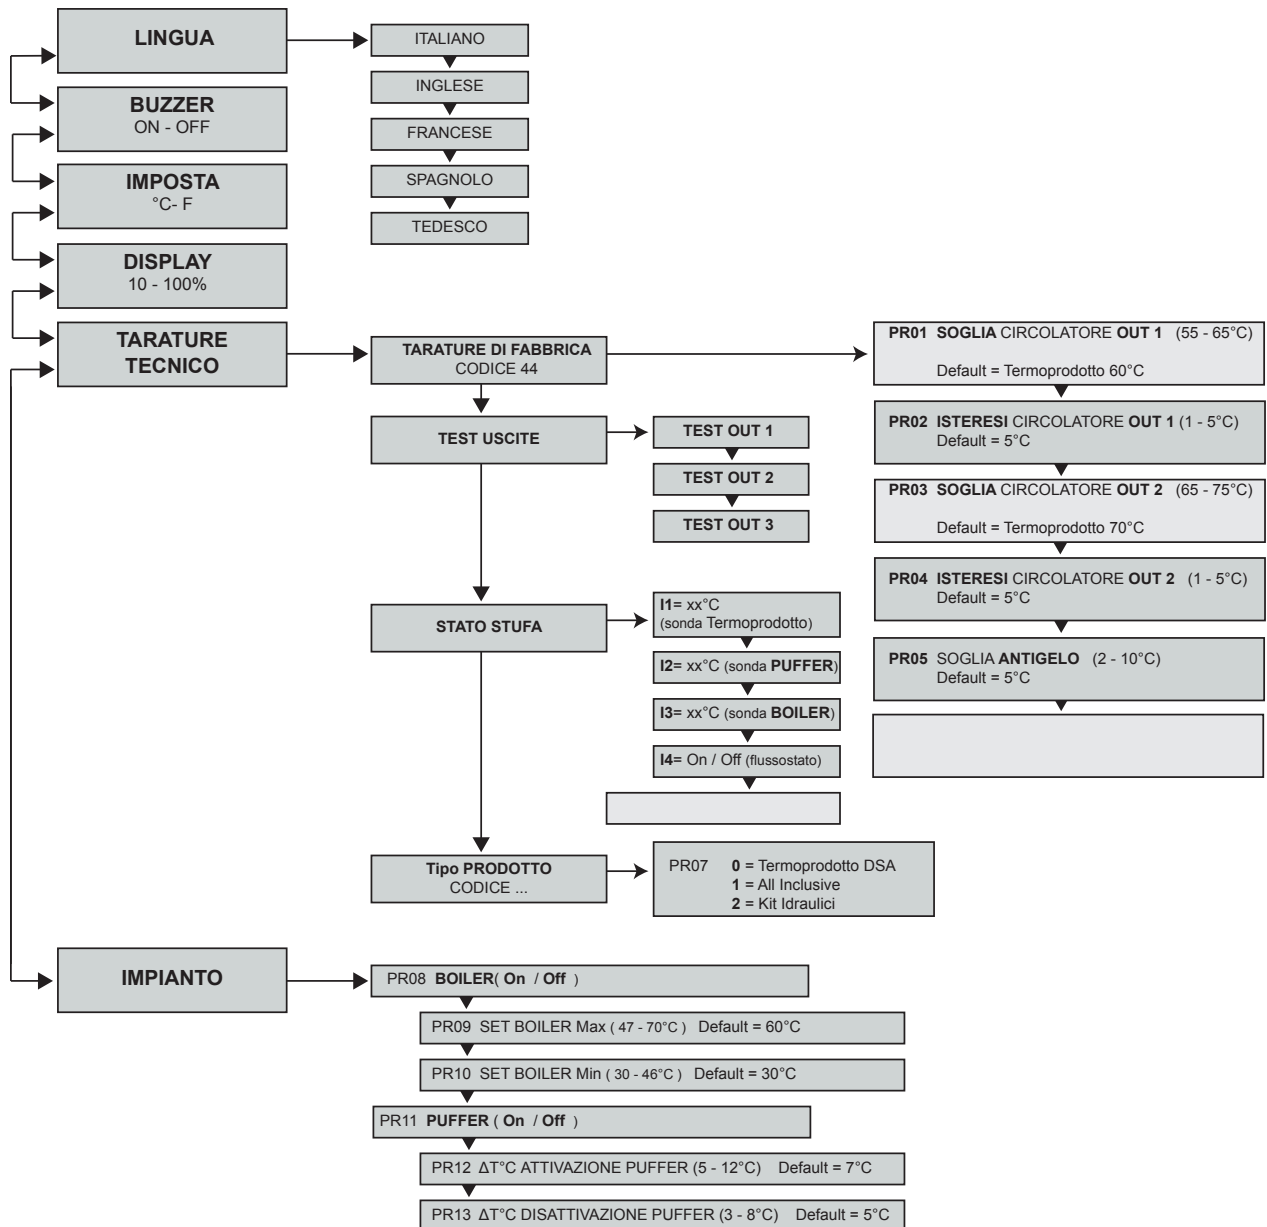 LINGUA
ITALIANO
INGLESE
FRANCESE
SPAGNOLO
TEDESCO
BUZZER
ON - OFF
IMPOSTA
°C- F
DISPLAY
10 - 100%
TARATURE
TECNICO
TARATURE DI FABBRICA
CODICE 44
PR01 SOGLIA CIRCOLATORE OUT 1 (55 - 65°C)
Default = Termoprodotto 60°C
PR02 ISTERESI CIRCOLATORE OUT 1 (1 - 5°C)
Default = 5°C
PR03 SOGLIA CIRCOLATORE OUT 2 (65 - 75°C)
Default = Termoprodotto 70°C
PR04 ISTERESI CIRCOLATORE OUT 2 (1 - 5°C)
Default = 5°C
PR05 SOGLIA ANTIGELO (2 - 10°C)
Default = 5°C
TEST USCITE
TEST OUT 1
TEST OUT 2
TEST OUT 3
STATO STUFA
I1= xx°C
(sonda Termoprodotto)
I2= xx°C (sonda PUFFER)
I3= xx°C (sonda BOILER)
I4= On / Off (flussostato)
Tipo PRODOTTO
CODICE ...
PR07 0 = Termoprodotto DSA
1 = All Inclusive
2 = Kit Idraulici
IMPIANTO
PR08 BOILER( On / Off )
PR09 SET BOILER Max ( 47 - 70°C ) Default = 60°C
PR10 SET BOILER Min ( 30 - 46°C ) Default = 30°C
PR11 PUFFER ( On / Off )
PR12 ΔT°C ATTIVAZIONE PUFFER (5 - 12°C) Default = 7°C
PR13 ΔT°C DISATTIVAZIONE PUFFER (3 - 8°C) Default = 5°C